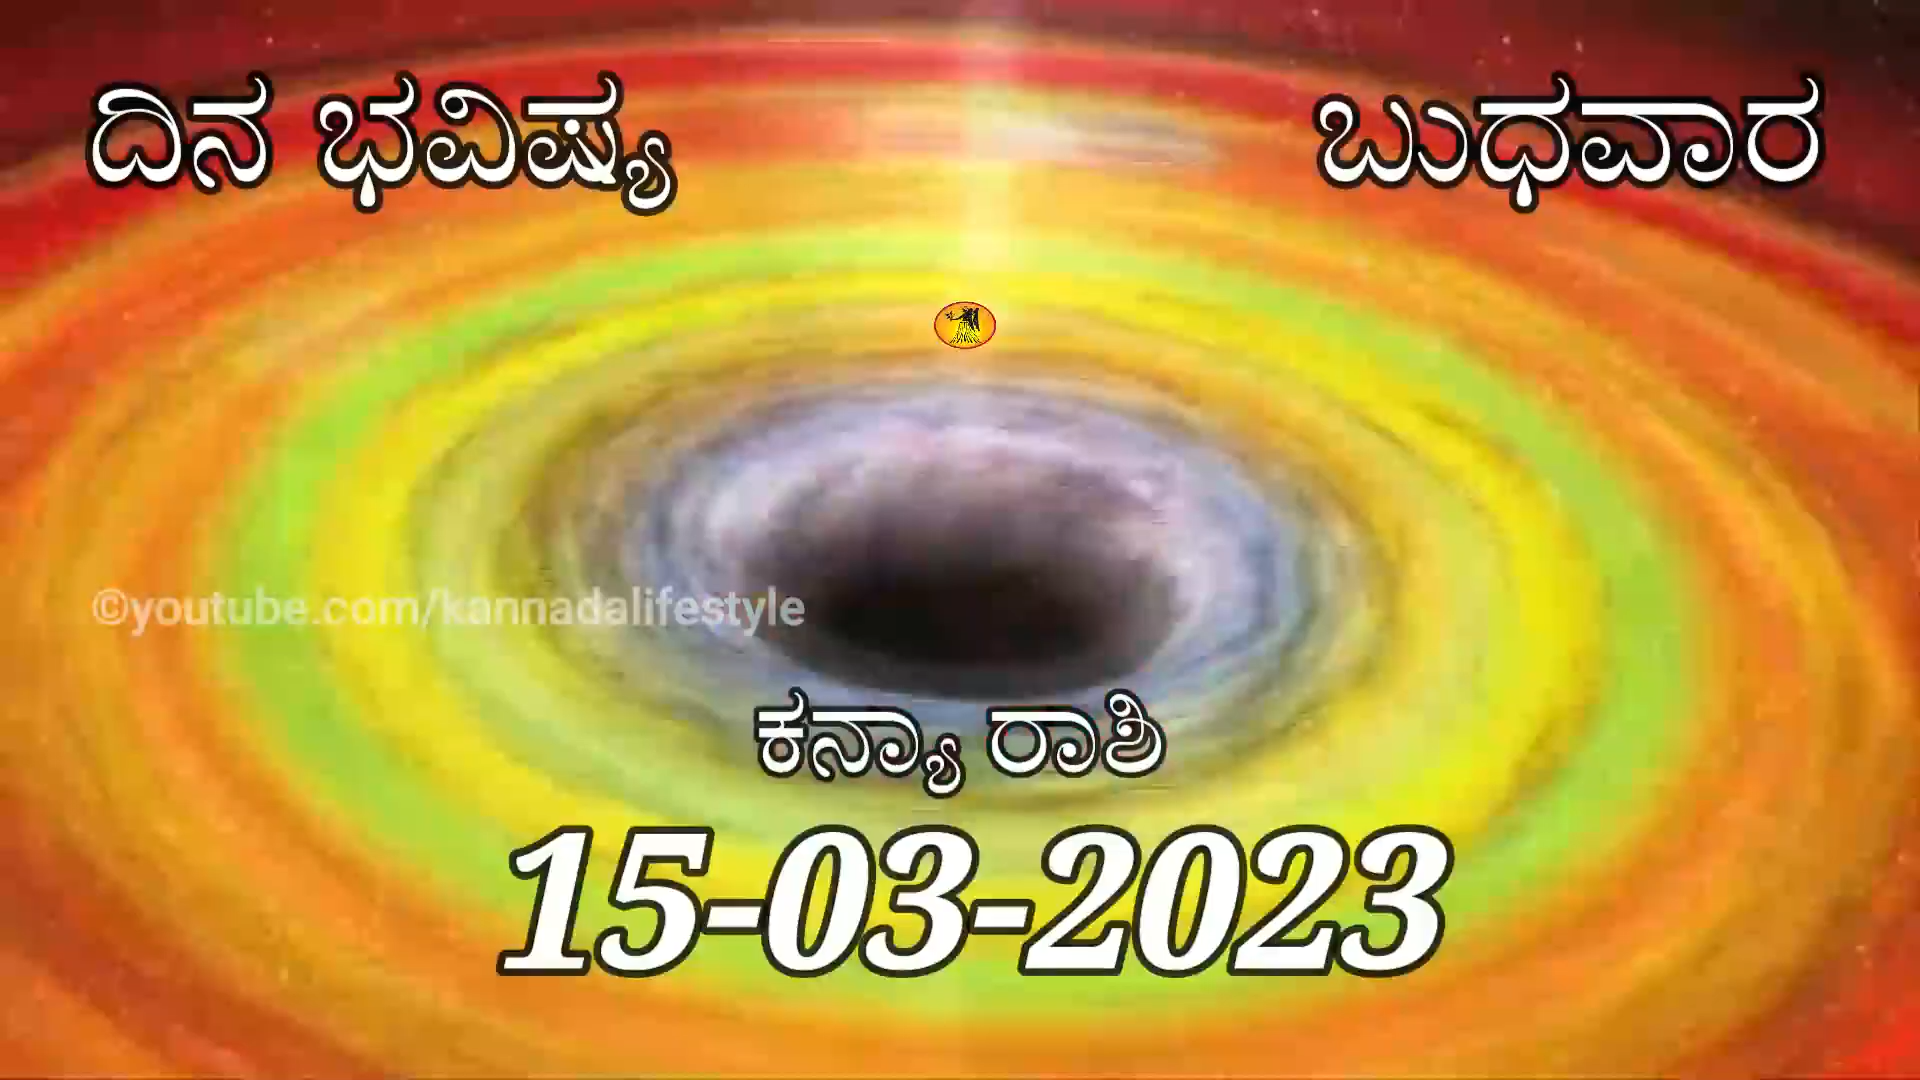 ದಿನ ಭವಿಷ್ಯ
ಬುಧವಾರ
©youtube.com/kannadalifestyle
ಕನ್ಯಾ ರಾಶಿ
15-03-2023